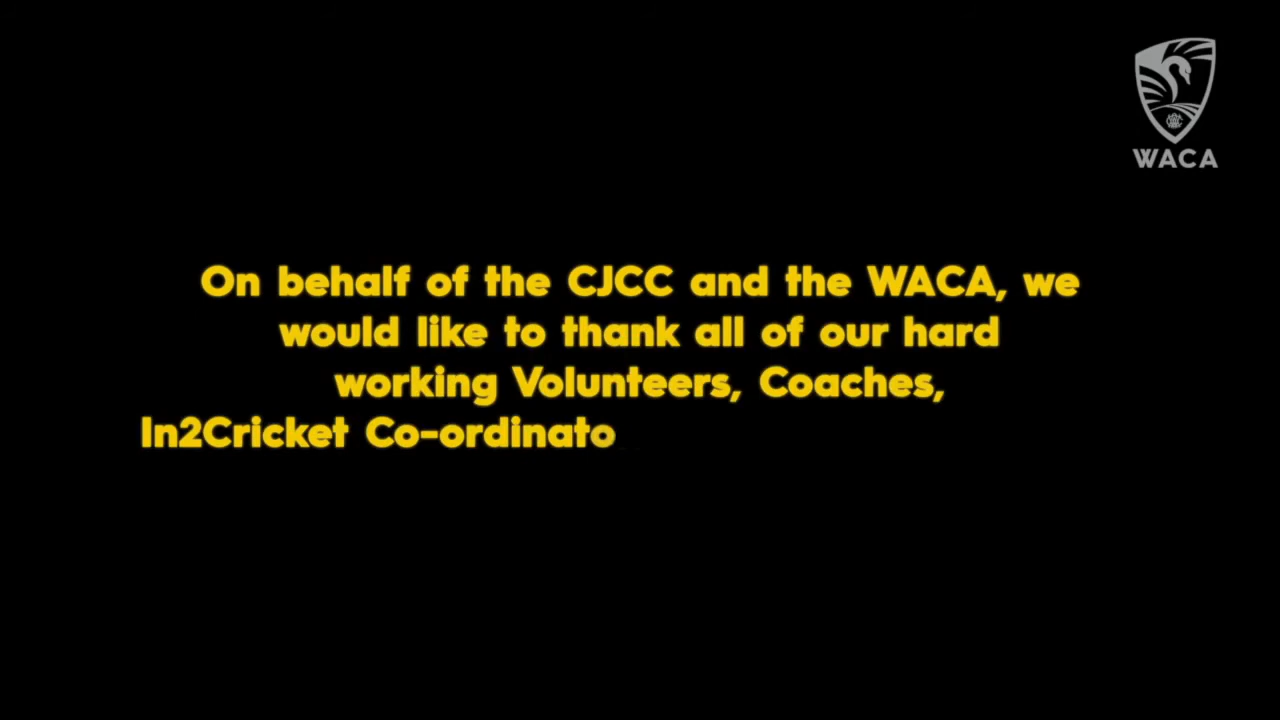 WACA
On behalf of the CJCC and the WACA, we
would like to thank all of our hard
working Volunteers, Coaches,
In2Cricket Co-ordinato